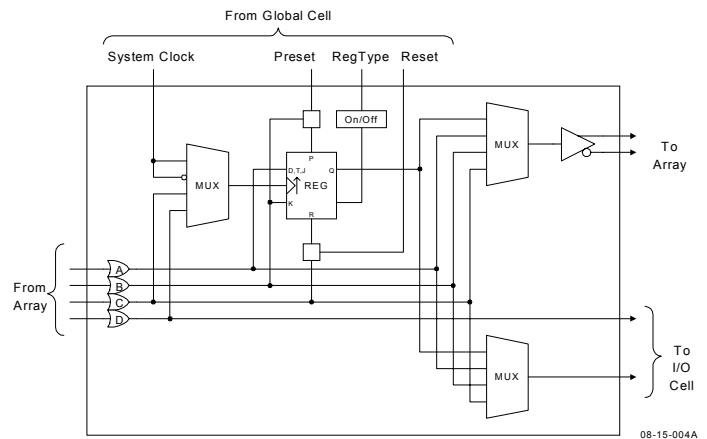 From Global Cell
System Clock Preset RegType Reset
On/Off
MUX
P
D,T,J Q
REG
K
R
MUX
To
Array
From
Array
A
B
C
D
MUX
To
I/O
Cell
08-15-004A